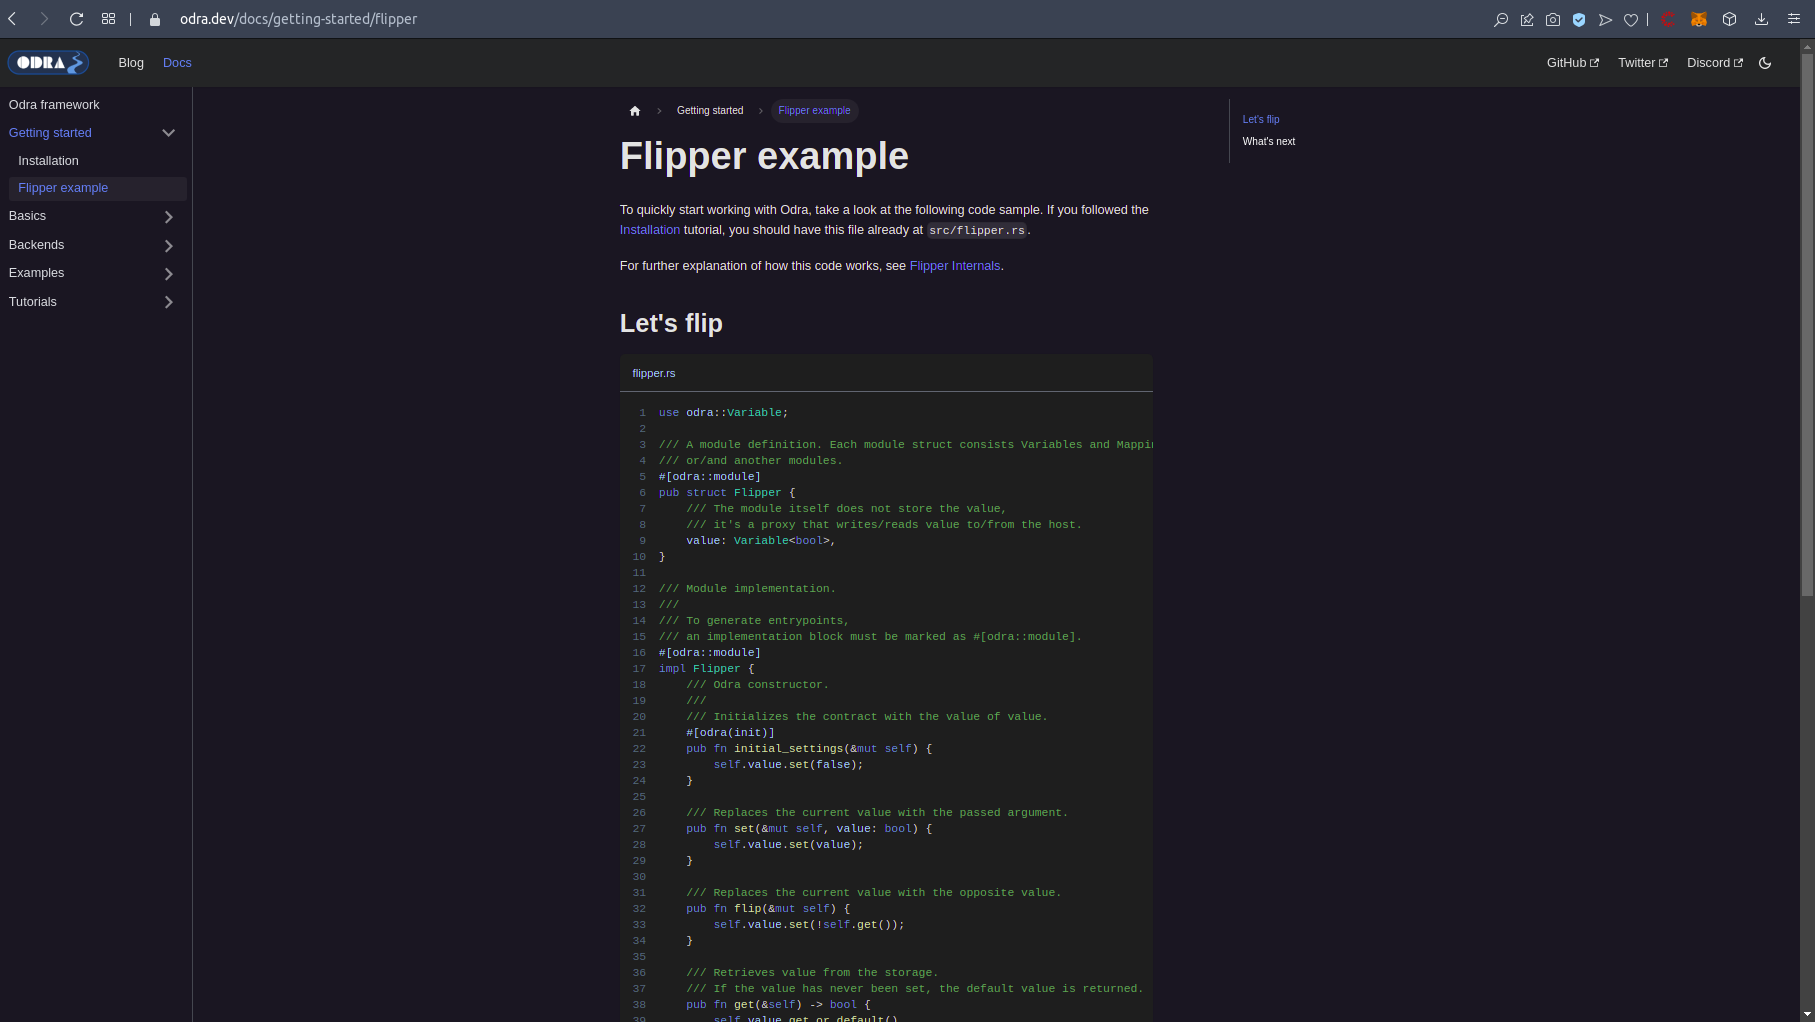 odra.dev/docs/getting-started/flipper
ODRA
Blog
Docs
GitHub
Twitter
Discord
Odra framework
Getting started
Installation
Flipper example
Basics
Backends
Examples
Tutorials
Getting started
Flipper example
Flipper example
To quickly start working with Odra, take a look at the following code sample. If you followed the
Installation tutorial, you should have this file already at src/flipper.rs.
For further explanation of how this code works, see Flipper Internals.
Let's flip
flipper.rs
1 use odra::Variable;
2
3 /// A module definition. Each module struct consists Variables and Mappin
4 /// or/and another modules.
5 #[odra::module]
6 pub struct Flipper {
7     /// The module itself does not store the value,
8     /// it's a proxy that writes/reads value to/from the host.
9     value: Variable<bool>,
10 }
11
12 /// Module implementation.
13 ///
14 /// To generate entrypoints,
15 /// an implementation block must be marked as #[odra::module].
16 #[odra::module]
17 impl Flipper {
18     /// Odra constructor.
19     ///
20     /// Initializes the contract with the value of value.
21     #[odra(init)]
22     pub fn initial_settings(&mut self) {
23         self.value.set(false);
24     }
25
26     /// Replaces the current value with the passed argument.
27     pub fn set(&mut self, value: bool) {
28         self.value.set(value);
29     }
30
31     /// Replaces the current value with the opposite value.
32     pub fn flip(&mut self) {
33         self.value.set(!self.get());
34     }
35
36     /// Retrieves value from the storage.
37     /// If the value has never been set, the default value is returned.
38     pub fn get(&self) -> bool {
39         self.value.get_or_default()
Let's flip
What's next